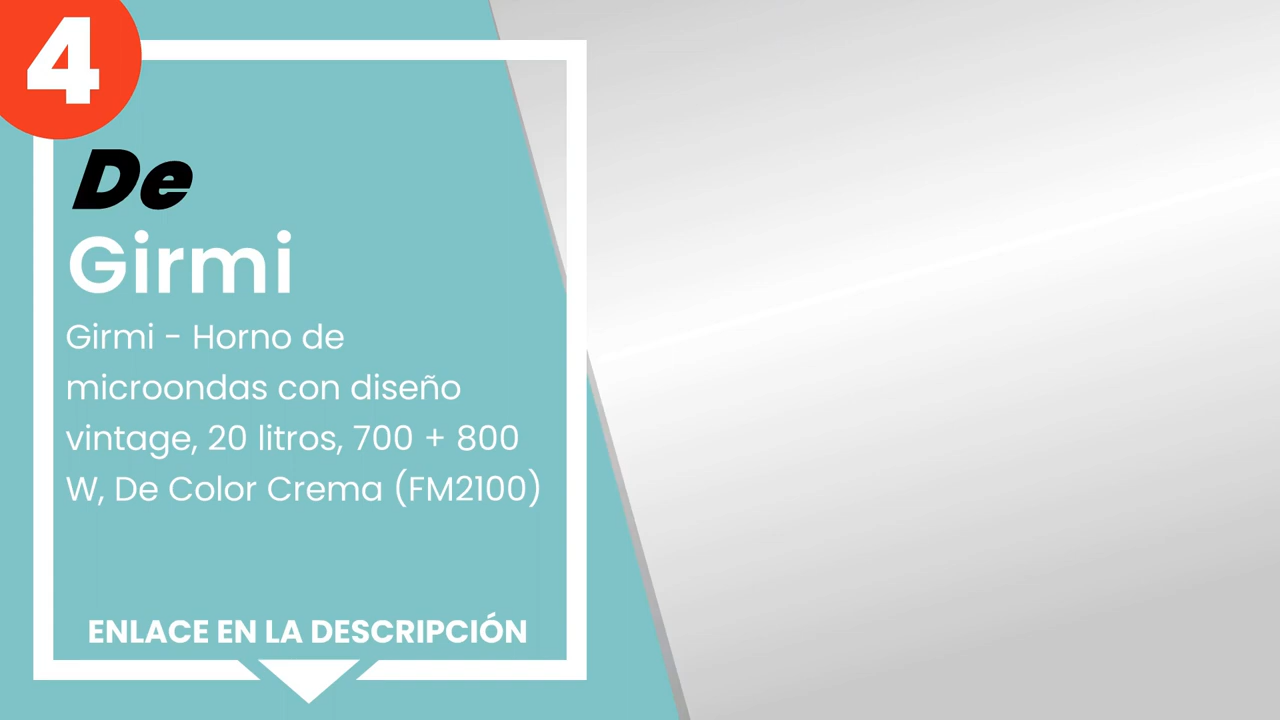 4
De
Girmi
Girmi - Horno de
microondas con diseño
vintage, 20 litros, 700 + 800
W, De Color Crema (FM2100)
ENLACE EN LA DESCRIPCIÓN